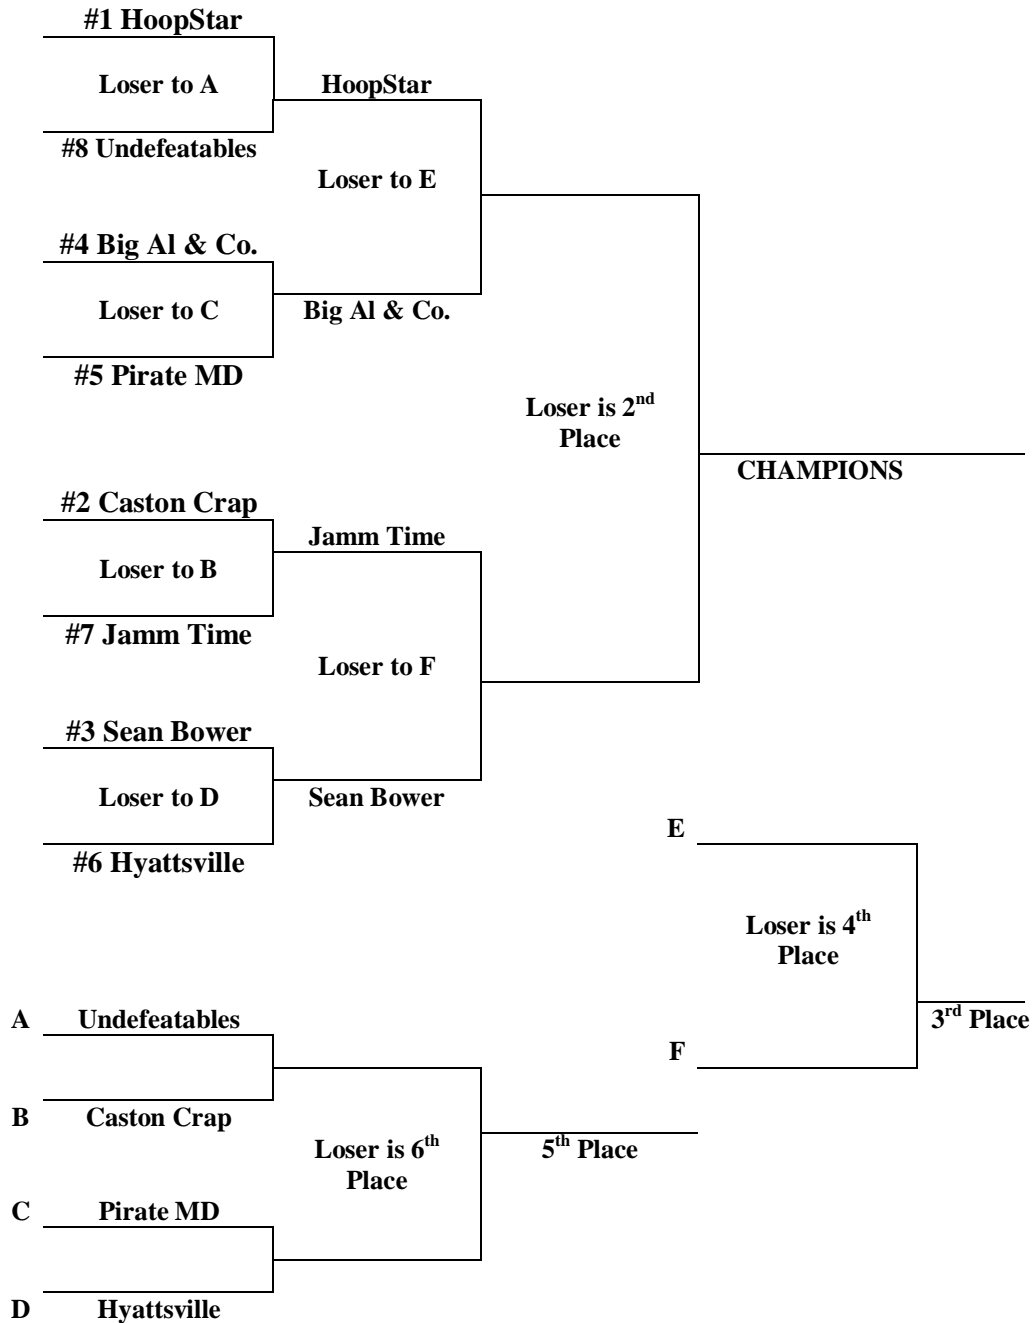 #1 HoopStar
Loser to A
HoopStar
#8 Undefeatables
Loser to E
#4 Big Al & Co.
Loser to C
Big Al & Co.
#5 Pirate MD
Loser is 2nd
Place
CHAMPIONS
#2 Caston Crap
Jamm Time
Loser to B
#7 Jamm Time
Loser to F
#3 Sean Bower
Loser to D
Sean Bower
#6 Hyattsville
E
Loser is 4th
Place
3rd Place
F
A Undefeatables
B Caston Crap
Loser is 6th
Place
5th Place
C Pirate MD
D Hyattsville